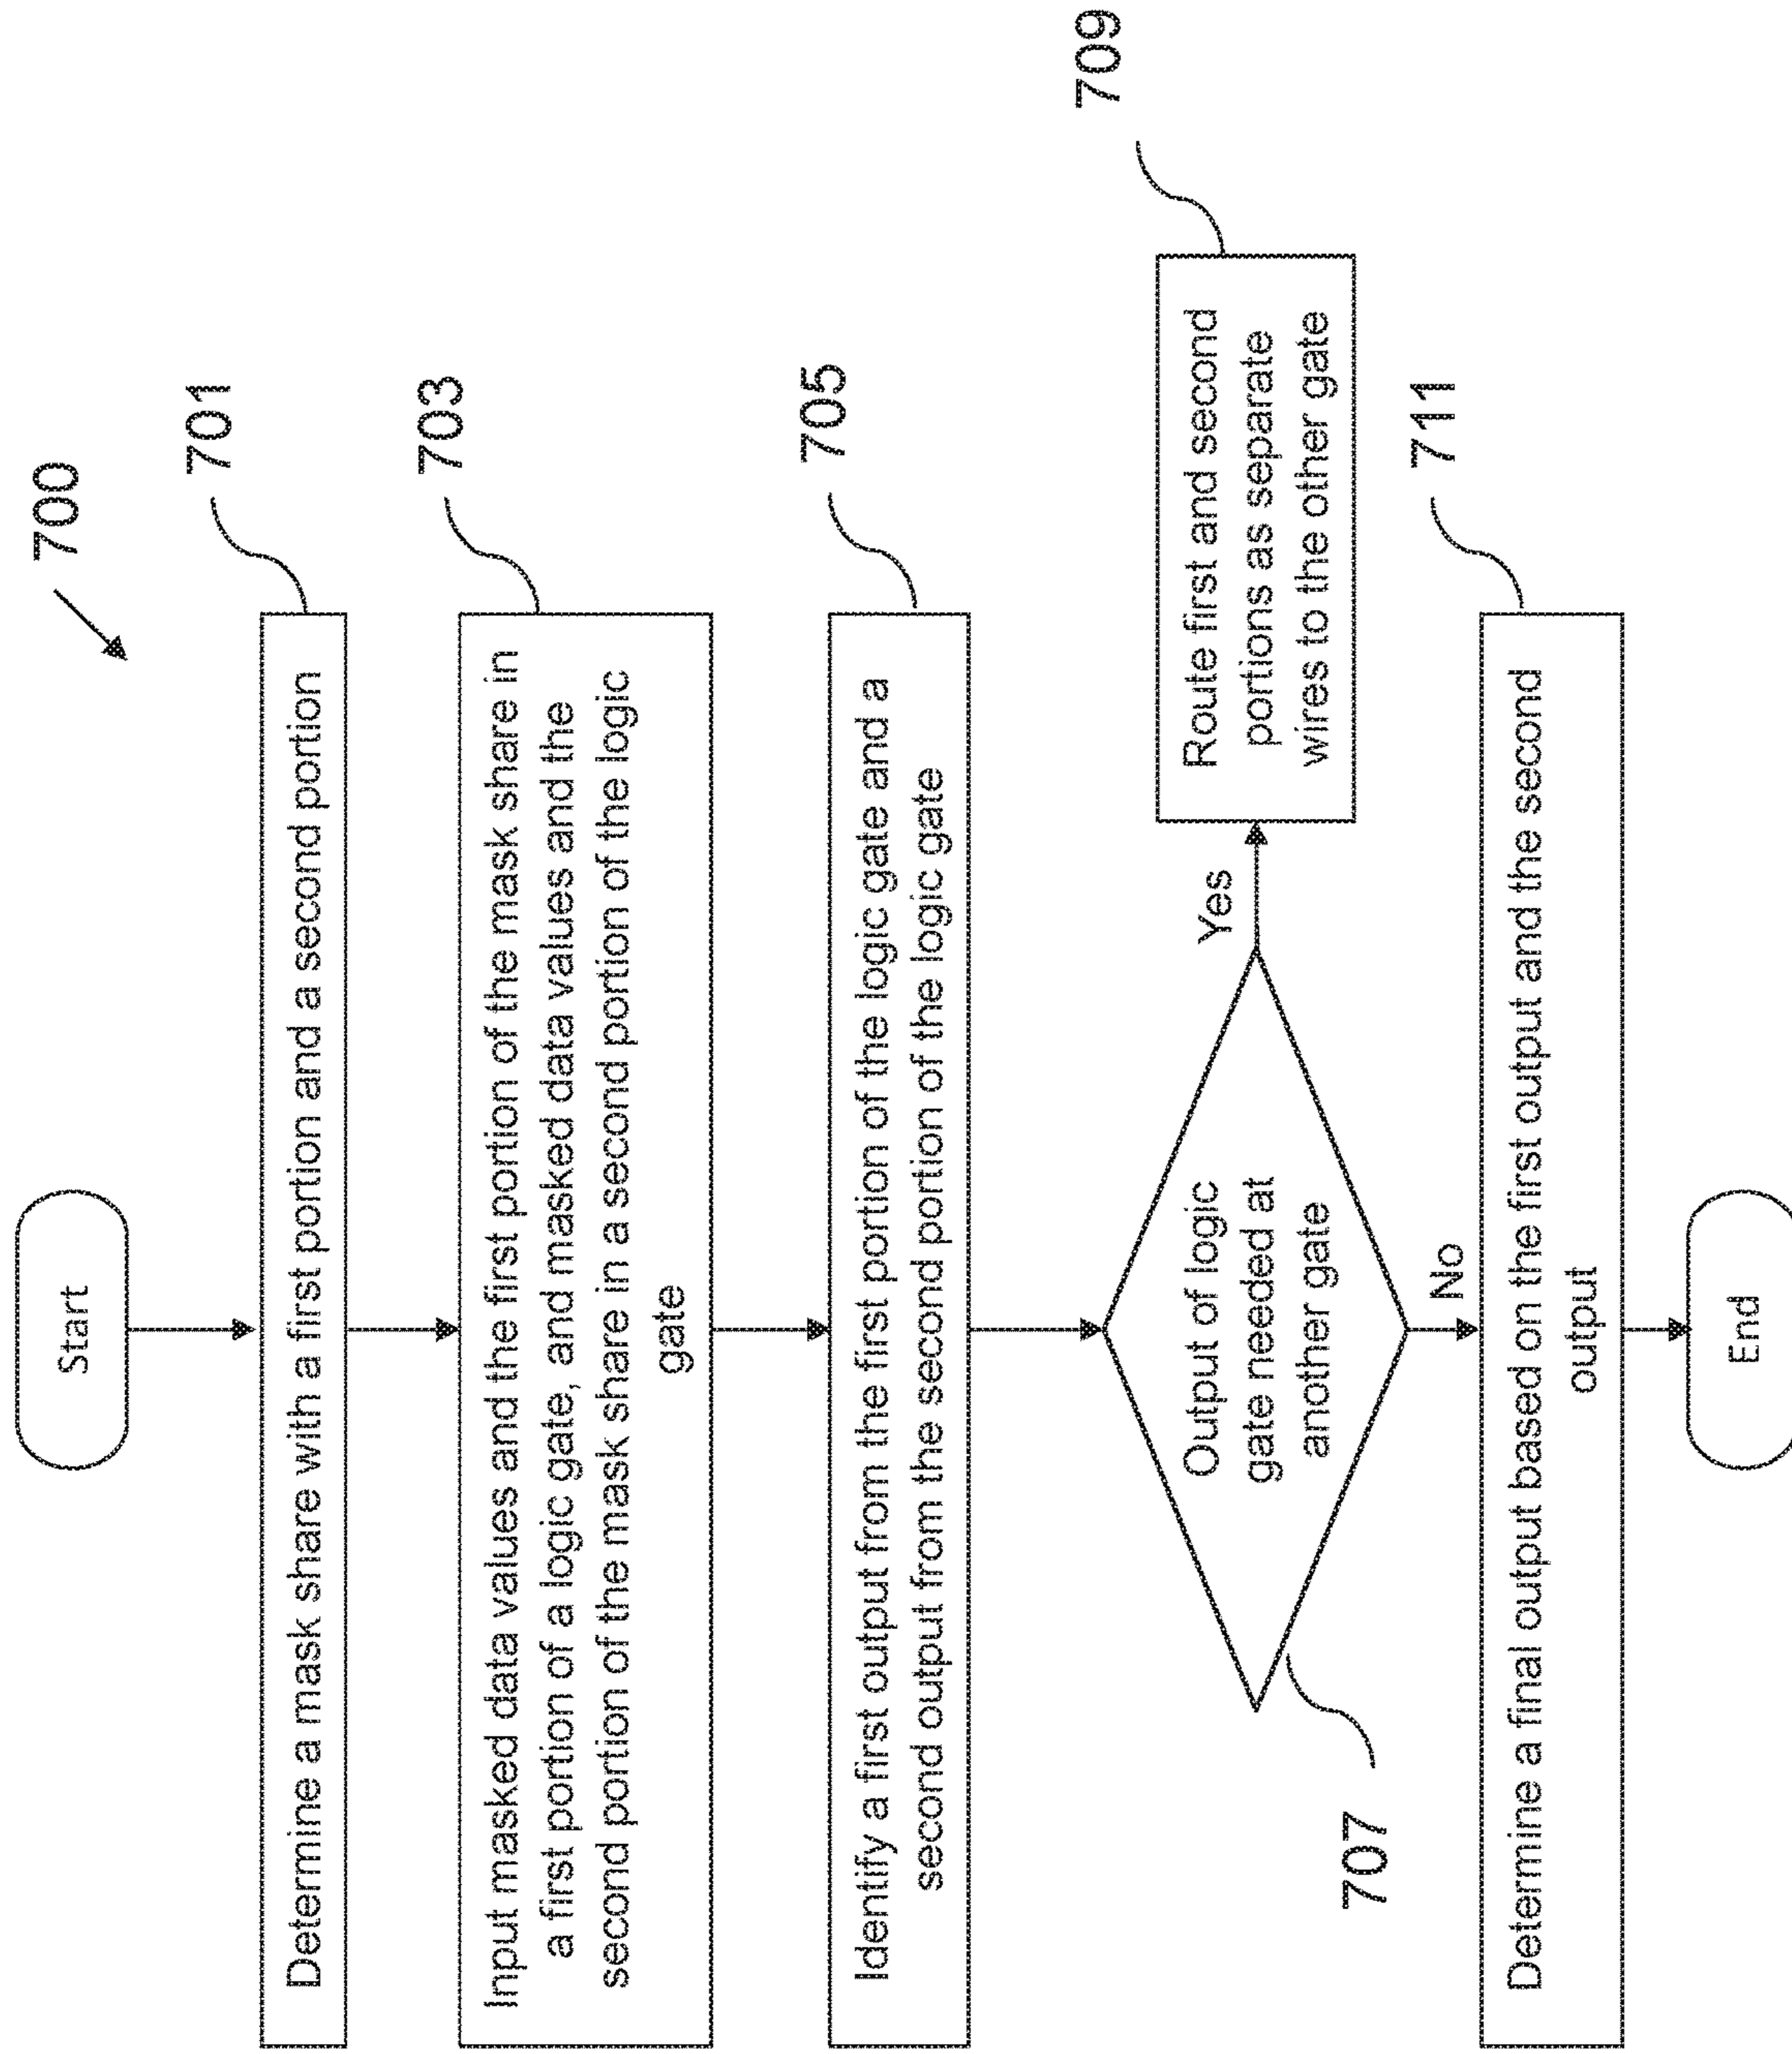 700
Start
701
Determine a mask share with a first portion and a second portion
703
Input masked data values and the first portion of the mask share in
a first portion of a logic gate, and masked data values and the
second portion of the mask share in a second portion of the logic
gate
705
Identify a first output from the first portion of the logic gate and a
second output from the second portion of the logic gate
707
Output of logic
gate needed at
another gate
Yes
709
Route first and second
portions as separate
wires to the other gate
No
711
Determine a final output based on the first output and the second
output
End